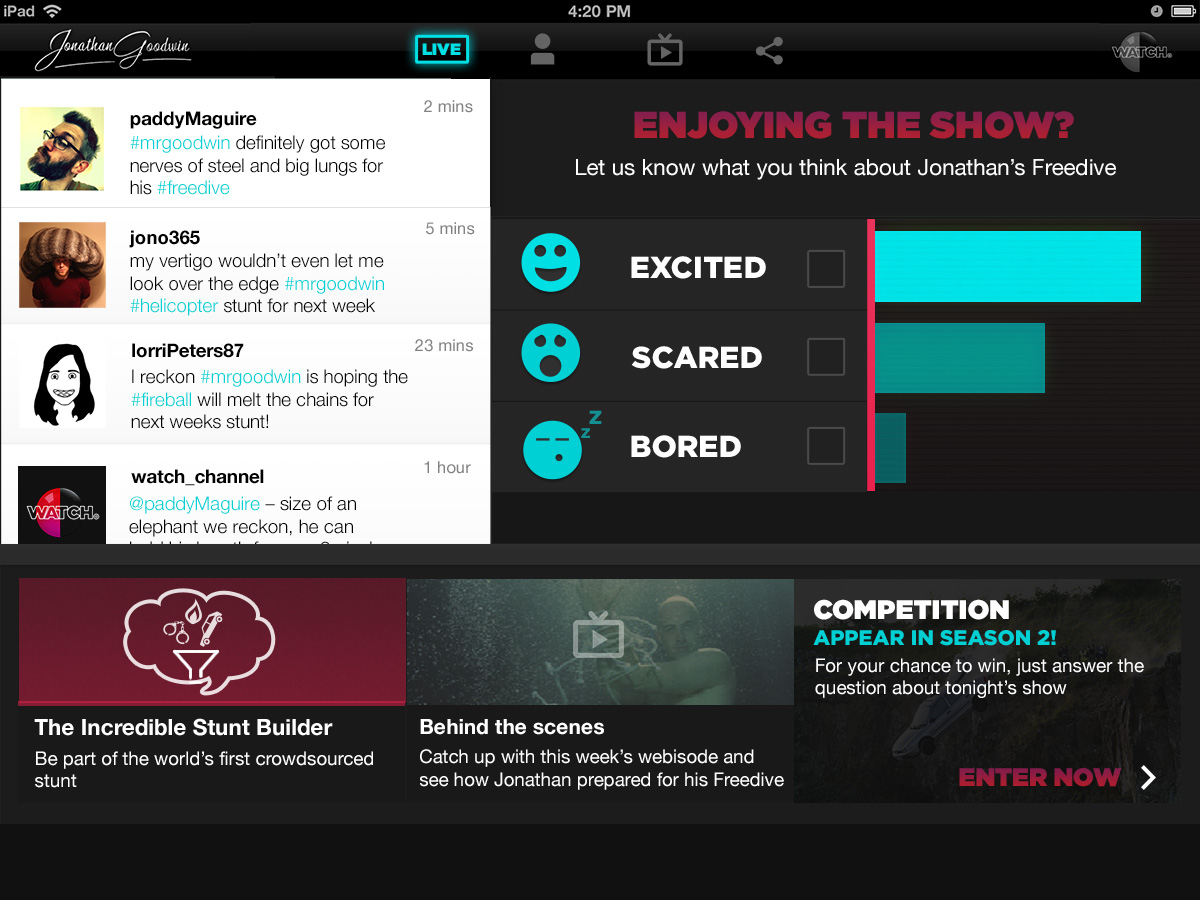 iPad
4:20 PM
Jonathan Goodwin
LIVE
WATCH.
paddyMaguire
2 mins
#mrgoodwin definitely got some
nerves of steel and big lungs for
his #freedive
jono365
5 mins
my vertigo wouldn’t even let me
look over the edge #mrgoodwin
#helicopter stunt for next week
lorriPeters87
23 mins
I reckon #mrgoodwin is hoping the
#fireball will melt the chains for
next weeks stunt!
watch_channel
1 hour
WATCH.
@paddyMaguire – size of an
elephant we reckon, he can
ENJOYING THE SHOW?
Let us know what you think about Jonathan’s Freedive
EXCITED
SCARED
z
z
BORED
The Incredible Stunt Builder
Be part of the world’s first crowdsourced
stunt
Behind the scenes
Catch up with this week’s webisode and
see how Jonathan prepared for his Freedive
COMPETITION
APPEAR IN SEASON 2!
For your chance to win, just answer the
question about tonight’s show
ENTER NOW